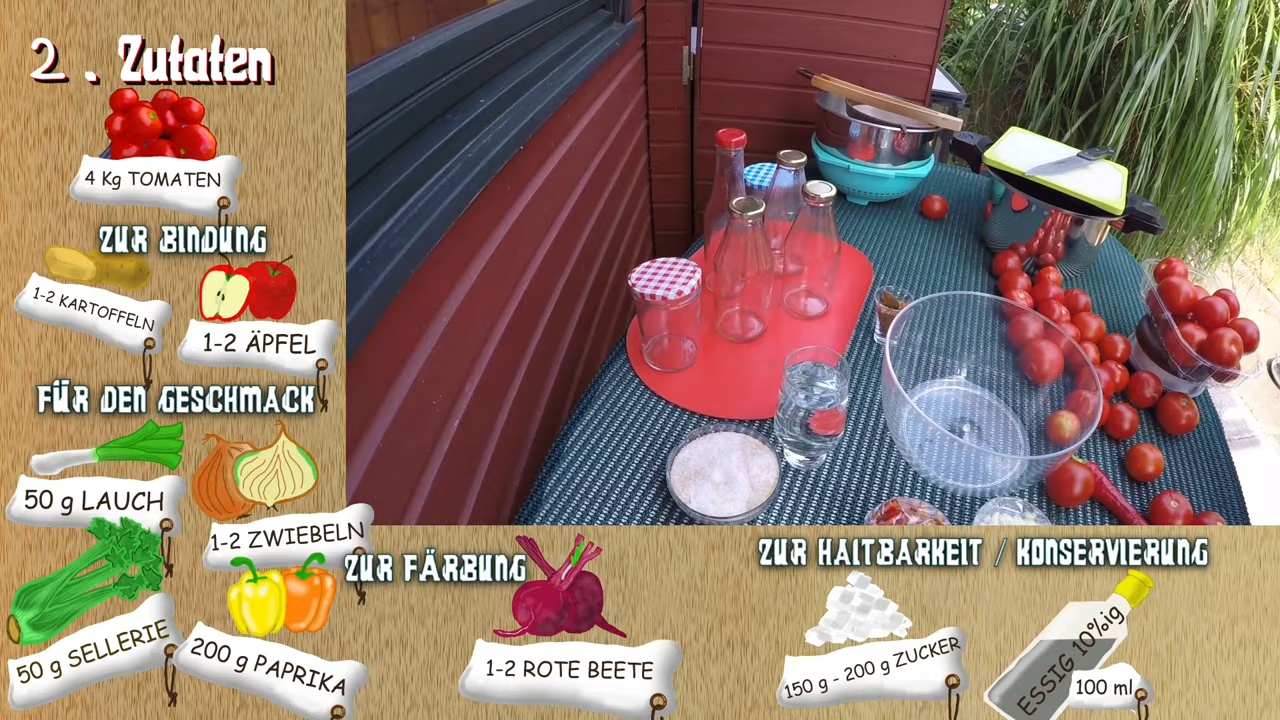 2. Zutaten
4 Kg TOMATEN
ZUR BINDUNG
1-2 KARTOFFELN
1-2 ÄPFEL
FÜR DEN GESCHMACK
50 g LAUCH
1-2 ZWIEBELN
50 g SELLERIE
200 g PAPRIKA
ZUR FÄRBUNG
1-2 ROTE BEETE
ZUR HALTBARKEIT / KONSERVIERUNG
150 g - 200 g ZUCKER
ESSIG 10%ig
100 ml